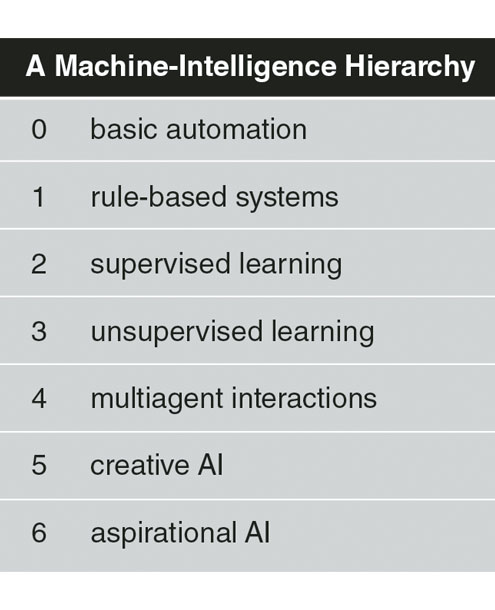 A Machine-Intelligence Hierarchy
0 basic automation
1 rule-based systems
2 supervised learning
3 unsupervised learning
4 multiagent interactions
5 creative AI
6 aspirational AI